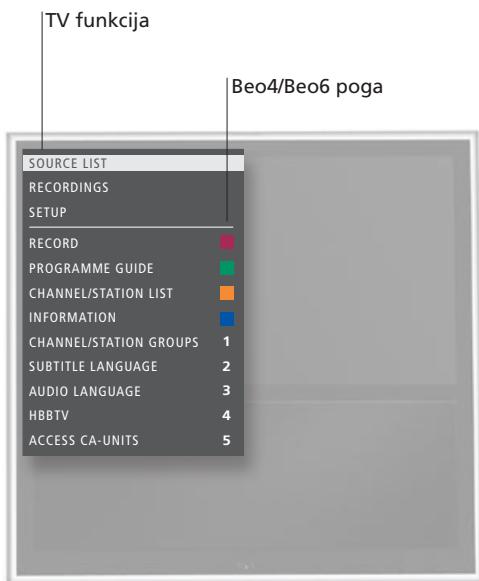 TV funkcija
Beo4/Beo6 poga
SOURCE LIST
RECORDINGS
SETUP
RECORD
PROGRAMME GUIDE
CHANNEL/STATION LIST
INFORMATION
CHANNEL/STATION GROUPS 1
SUBTITLE LANGUAGE 2
AUDIO LANGUAGE 3
HBBTV 4
ACCESS CA-UNITS 5